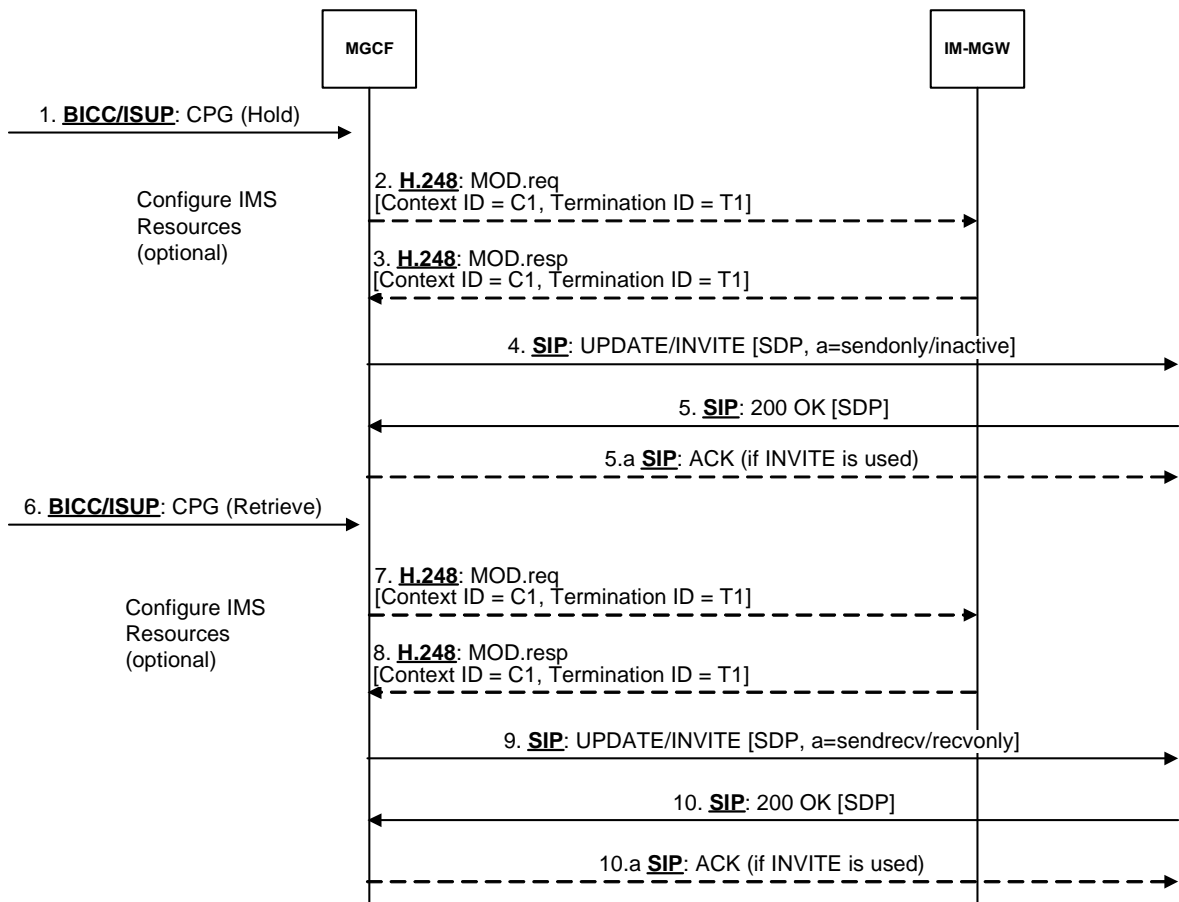 MGCF
IM-MGW
1. BICC/ISUP: CPG (Hold)
2. H.248: MOD.req
[Context ID = C1, Termination ID = T1]
Configure IMS
Resources
(optional)
3. H.248: MOD.resp
[Context ID = C1, Termination ID = T1]
4. SIP: UPDATE/INVITE [SDP, a=sendonly/inactive]
5. SIP: 200 OK [SDP]
5.a SIP: ACK (if INVITE is used)
6. BICC/ISUP: CPG (Retrieve)
7. H.248: MOD.req
[Context ID = C1, Termination ID = T1]
Configure IMS
Resources
(optional)
8. H.248: MOD.resp
[Context ID = C1, Termination ID = T1]
9. SIP: UPDATE/INVITE [SDP, a=sendrecv/recvonly]
10. SIP: 200 OK [SDP]
10.a SIP: ACK (if INVITE is used)